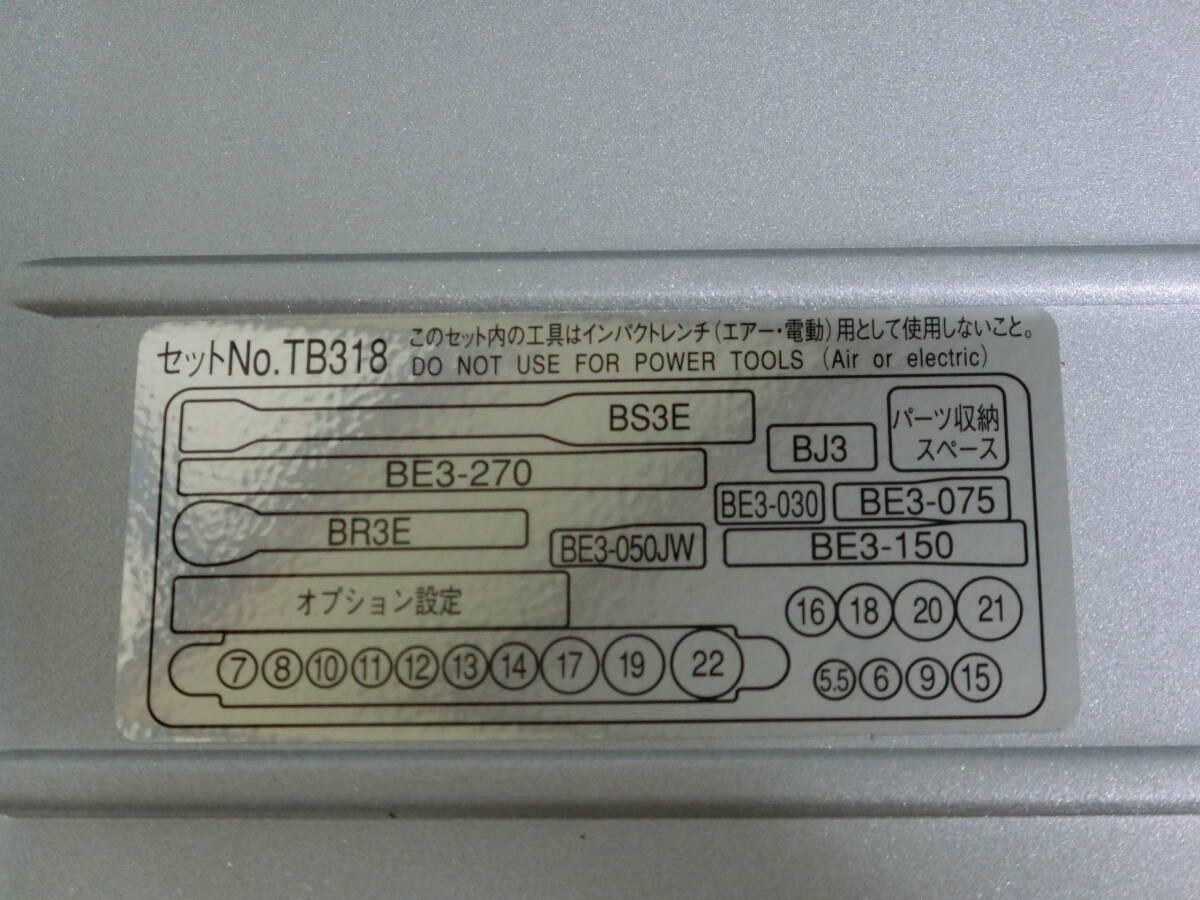 セットNo.TB318
このセット内の工具はインパクトレンチ(エアー・電動)用として使用しないこと。
DO NOT USE FOR POWER TOOLS (Air or electric)
BS3E
BJ3
パーツ収納
スペース
BE3-270
BE3-030
BE3-075
BR3E
BE3-050JW
BE3-150
オプション設定
16 18 20 21
7 8 10 11 12 13 14 17 19 22
5.5 6 9 15